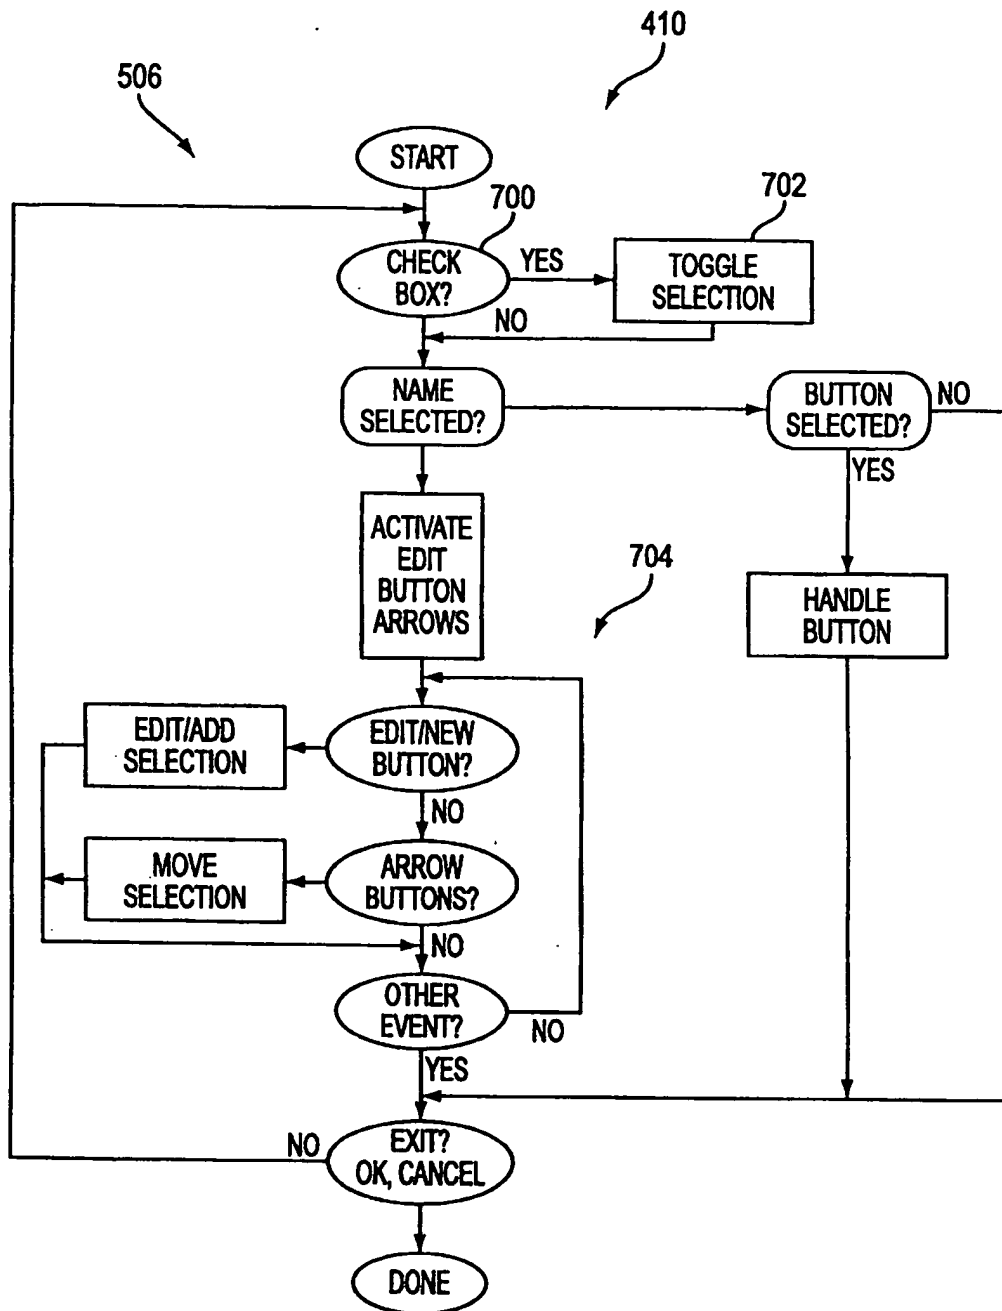 410
506
START
700
702
CHECK
BOX?
YES
TOGGLE
SELECTION
NO
NAME
SELECTED?
BUTTON
SELECTED?
NO
YES
ACTIVATE
EDIT
BUTTON
ARROWS
704
HANDLE
BUTTON
EDIT/ADD
SELECTION
EDIT/NEW
BUTTON?
NO
MOVE
SELECTION
ARROW
BUTTONS?
NO
OTHER
EVENT?
NO
YES
NO
EXIT?
OK, CANCEL
DONE